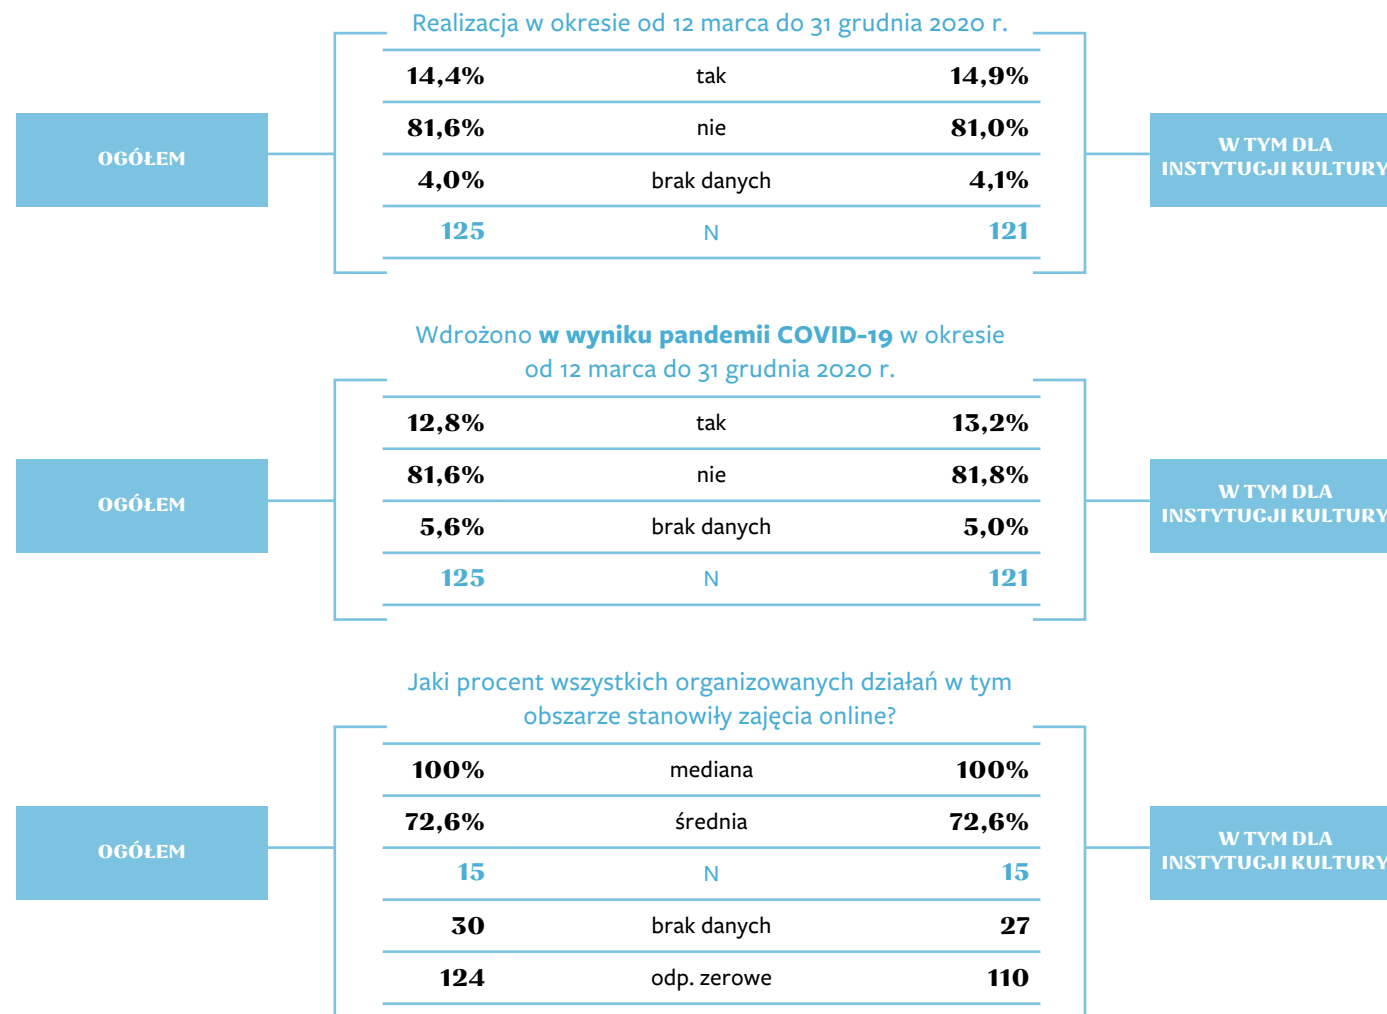 Realizacja w okresie od 12 marca do 31 grudnia 2020 r.
OGÓŁEM
14,4% tak 14,9%
81,6% nie 81,0%
4,0% brak danych 4,1%
125 N 121
W TYM DLA
INSTYTUCJI KULTURY
Wdrożono w wyniku pandemii COVID-19 w okresie
od 12 marca do 31 grudnia 2020 r.
OGÓŁEM
12,8% tak 13,2%
81,6% nie 81,8%
5,6% brak danych 5,0%
125 N 121
W TYM DLA
INSTYTUCJI KULTURY
Jaki procent wszystkich organizowanych działań w tym
obszarze stanowiły zajęcia online?
OGÓŁEM
100% mediana 100%
72,6% średnia 72,6%
15 N 15
30 brak danych 27
124 odp. zerowe 110
W TYM DLA
INSTYTUCJI KULTURY